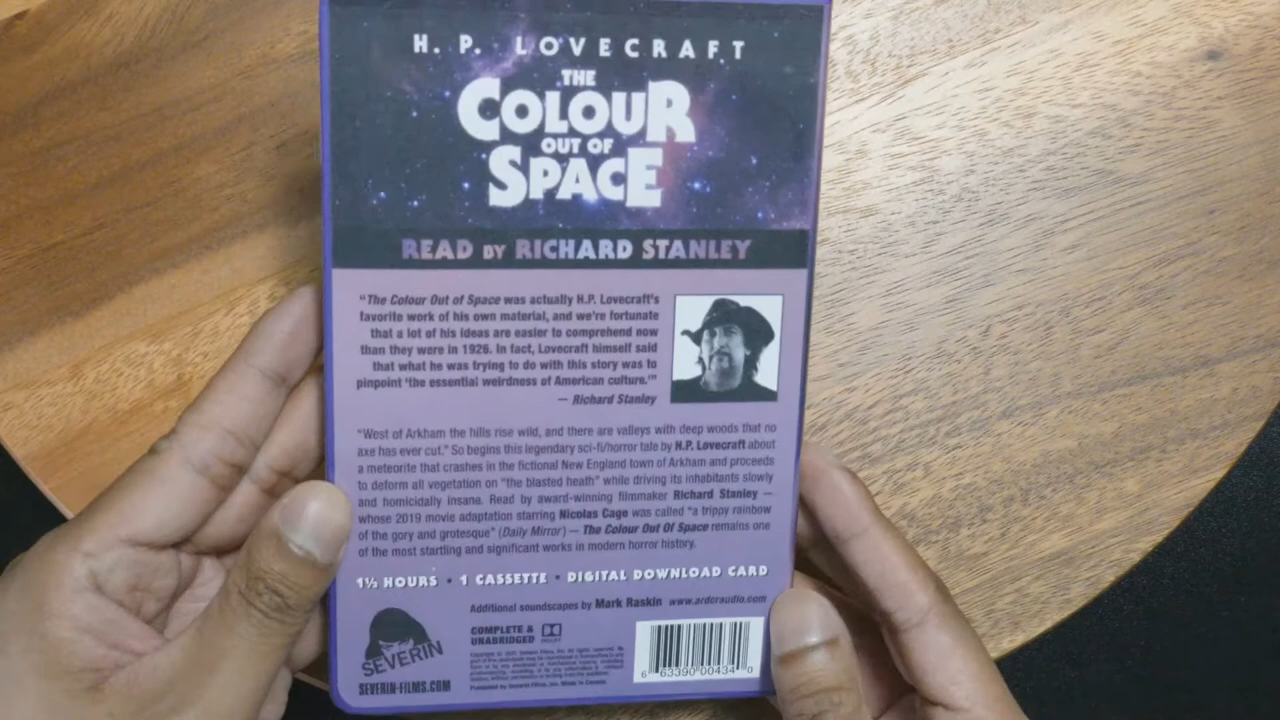 H. P. LOVECRAFT
THE
COLOUR
OUT OF
SPACE
READ BY RICHARD STANLEY
"The Colour Out of Space was actually H.P. Lovecraft's
favorite work of his own material, and we're fortunate
that a lot of his ideas are easier to comprehend now
than they were in 1926. In fact, Lovecraft himself said
that what he was trying to do with this story was to
pinpoint 'the essential weirdness of American culture.'"
— Richard Stanley
"West of Arkham the hills rise wild, and there are valleys with deep woods that no
axe has ever cut." So begins this legendary sci-fi/horror tale by H.P. Lovecraft about
a meteorite that crashes in the fictional New England town of Arkham and proceeds
to deform all vegetation on "the blasted heath" while driving its inhabitants slowly
and homicidally insane. Read by award-winning filmmaker Richard Stanley —
whose 2019 movie adaptation starring Nicolas Cage was called "a trippy rainbow
of the gory and grotesque" (Daily Mirror) — The Colour Out Of Space remains one
of the most startling and significant works in modern horror history.
1½ HOURS • 1 CASSETTE • DIGITAL DOWNLOAD CARD
Additional soundscapes by Mark Raskin www.ardoraudio.com
COMPLETE &
UNABRIDGED
SEVERIN
SEVERIN-FILMS.COM
Published by Severin Films, Inc. Made in Canada.
6 63390 00434 0